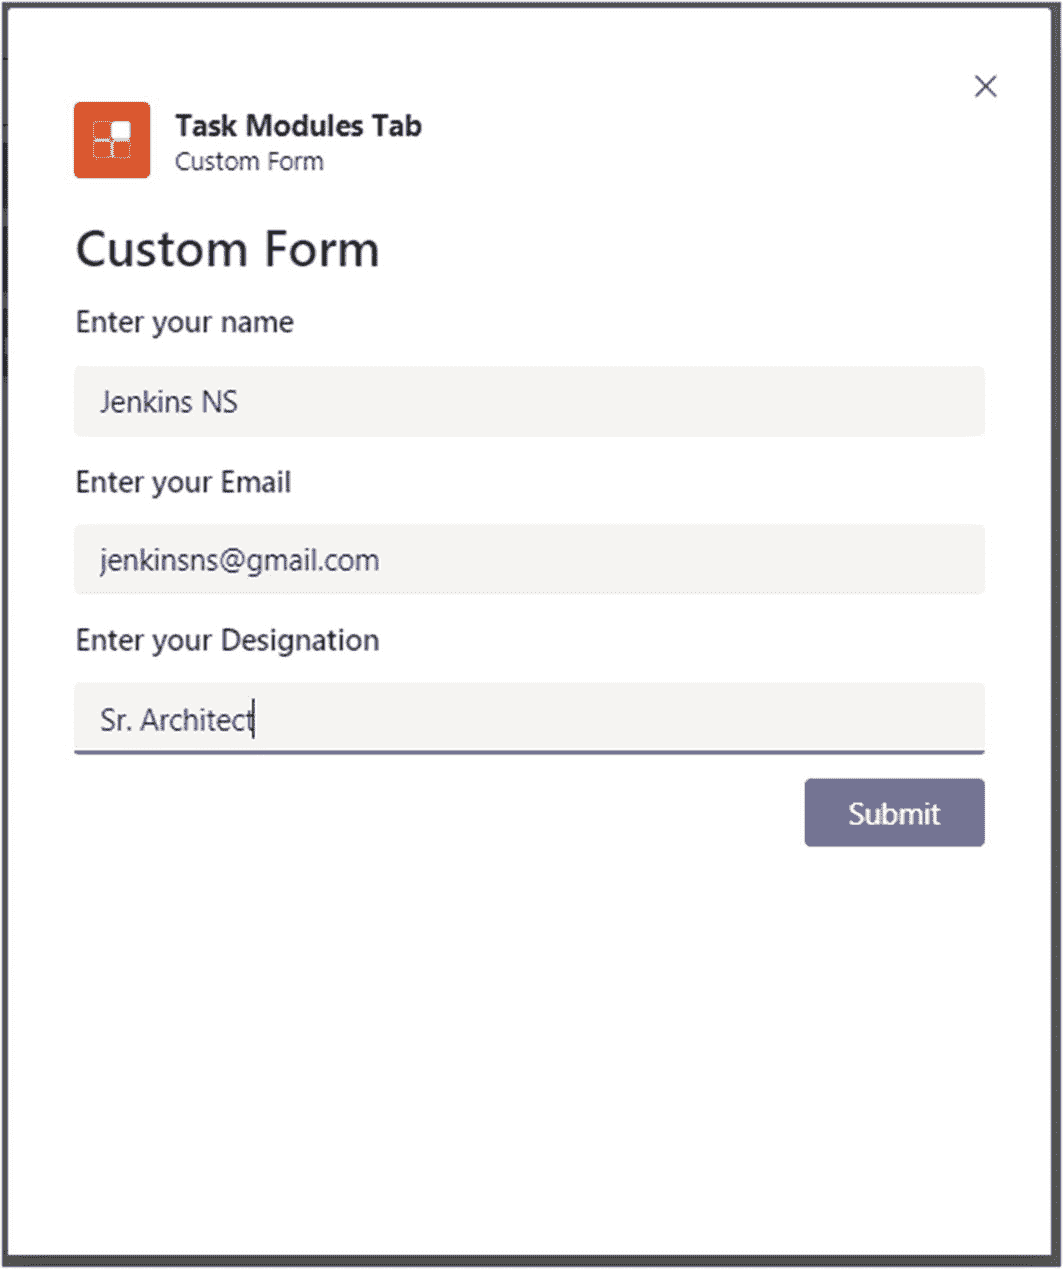 Task Modules Tab
Custom Form
Custom Form
Enter your name
Jenkins NS
Enter your Email
jenkinsns@gmail.com
Enter your Designation
Sr. Architect
Submit